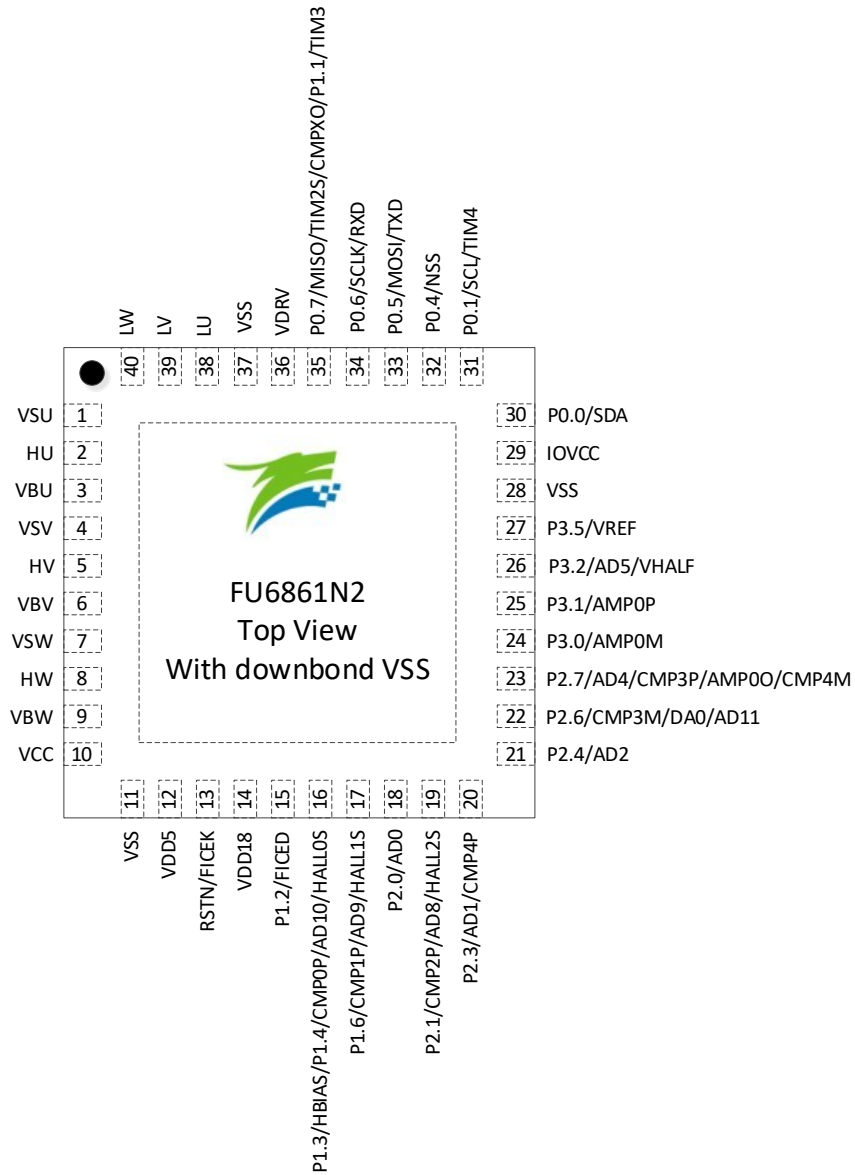 P0.7/MISO/TIM2S/CMPXO/P1.1/TIM3
P0.6/SCLK/RXD
P0.5/MOSI/TXD
P0.4/NSS
P0.1/SCL/TIM4
LW
LV
LU
VSS
VDRV
40
39
38
37
36
35
34
33
32
31
VSU 1
HU 2
VBU 3
VSV 4
HV 5
VBV 6
VSW 7
HW 8
VBW 9
VCC 10
FU6861N2
Top View
With downbond VSS
30 P0.0/SDA
29 IOVCC
28 VSS
27 P3.5/VREF
26 P3.2/AD5/VHALF
25 P3.1/AMP0P
24 P3.0/AMP0M
23 P2.7/AD4/CMP3P/AMP0O/CMP4M
22 P2.6/CMP3M/DA0/AD11
21 P2.4/AD2
11
12
13
14
15
16
17
18
19
20
VSS
VDD5
RSTN/FICEK
VDD18
P1.2/FICED
P1.3/HBIAS/P1.4/CMP0P/AD10/HALL0S
P1.6/CMP1P/AD9/HALL1S
P2.0/AD0
P2.1/CMP2P/AD8/HALL2S
P2.3/AD1/CMP4P